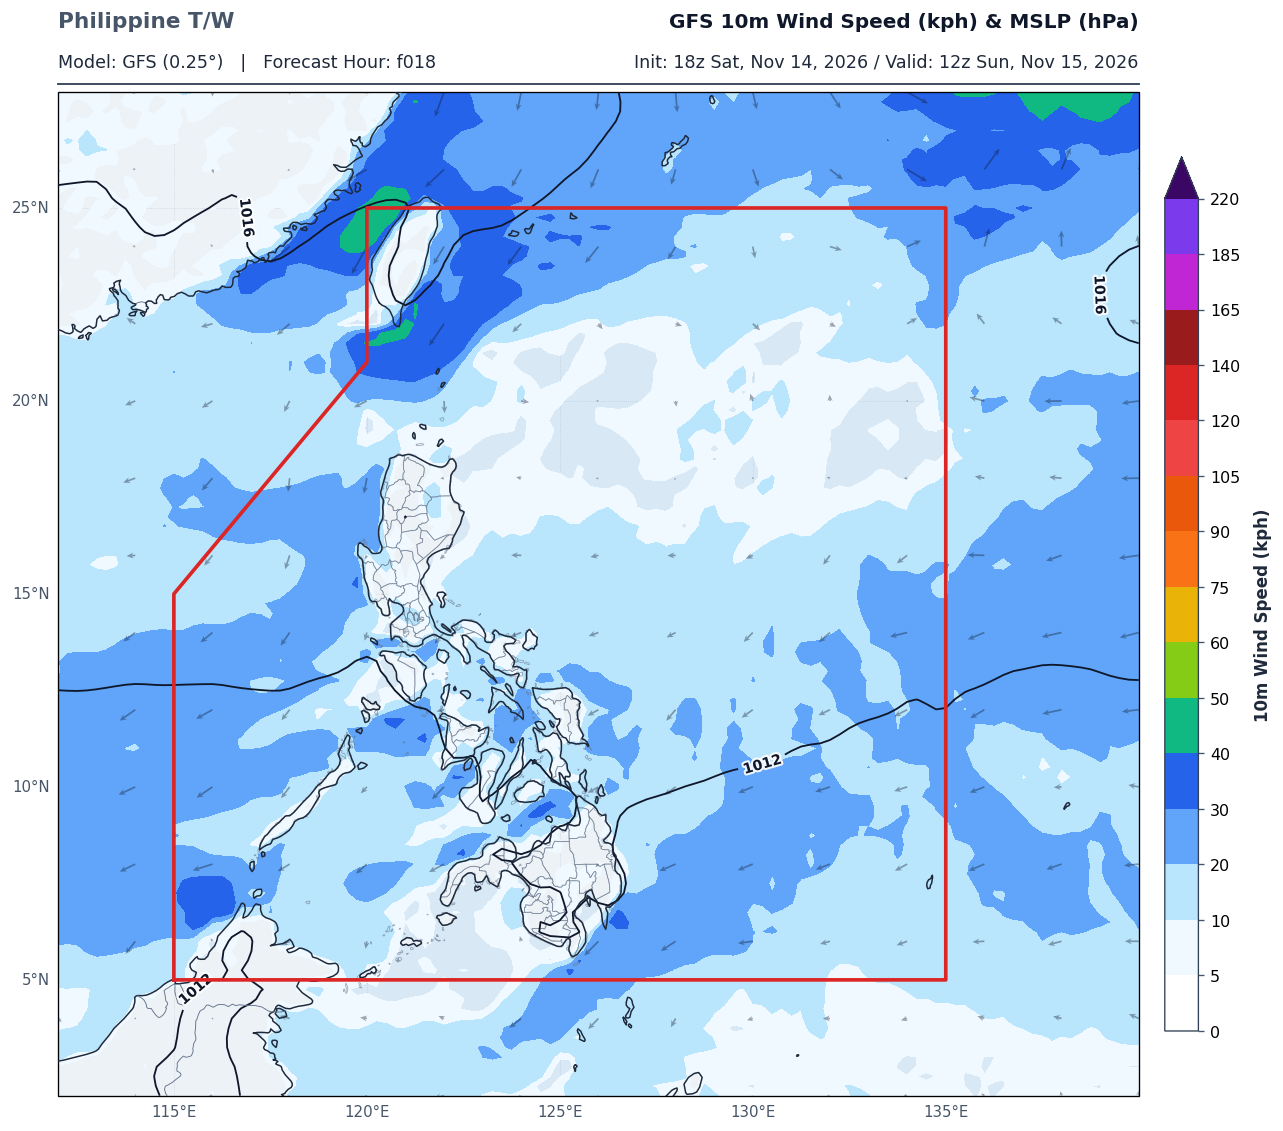 Philippine T/W
GFS 10m Wind Speed (kph) & MSLP (hPa)
Model: GFS (0.25°) | Forecast Hour: f018
Init: 18z Sat, Nov 14, 2026 / Valid: 12z Sun, Nov 15, 2026
25°N
20°N
15°N
10°N
5°N
115°E
120°E
125°E
130°E
135°E
1016
1016
1012
1012
220
185
165
140
120
105
90
75
60
50
40
30
20
10
5
0
10m Wind Speed (kph)